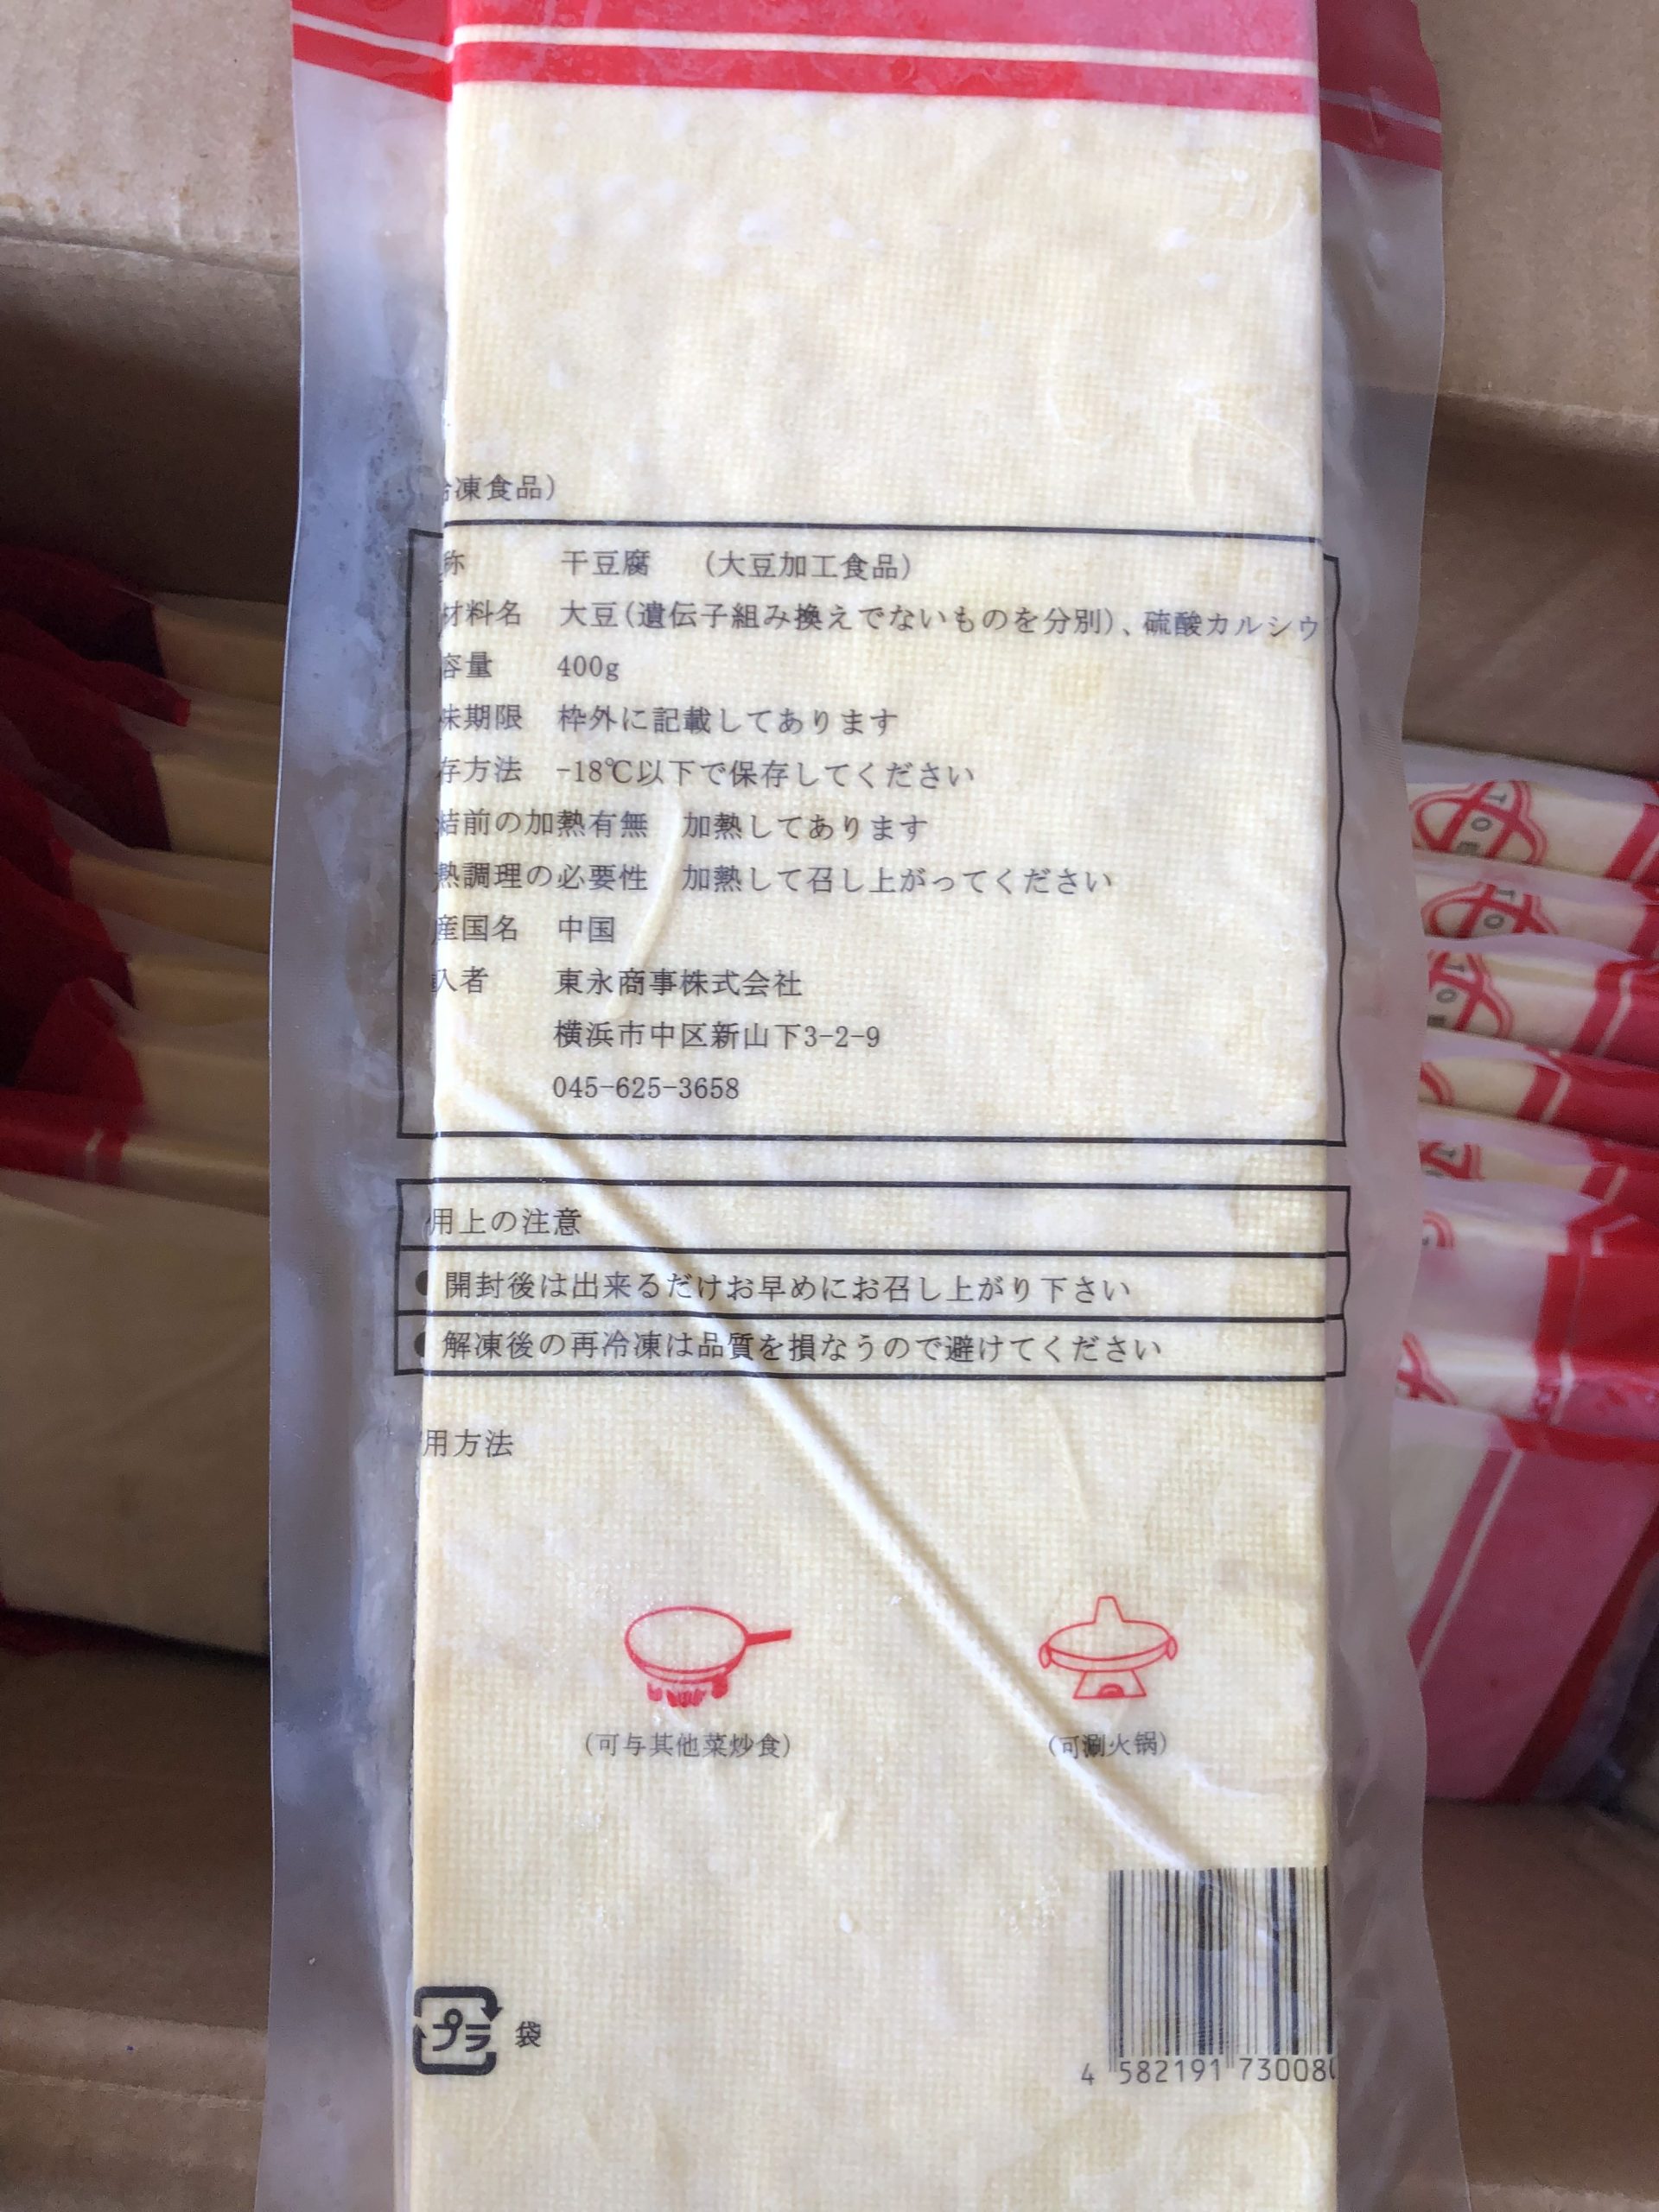 凍食品)
称 干豆腐 (大豆加工食品)
材料名 大豆(遺伝子組み換えでないものを分別)、硫酸カルシウ
容量 400g
味期限 枠外に記載してあります
存方法 -18℃以下で保存してください
結前の加熱有無 加熱してあります
熱調理の必要性 加熱して召し上がってください
産国名 中国
入者 東永商事株式会社
横浜市中区新山下3-2-9
045-625-3658
用上の注意
● 開封後は出来るだけお早めにお召し上がり下さい
● 解凍後の再冷凍は品質を損なうので避けてください
用方法
(可与其他菜炒食)
(可涮火锅)
プラ 袋
4 582191 73008